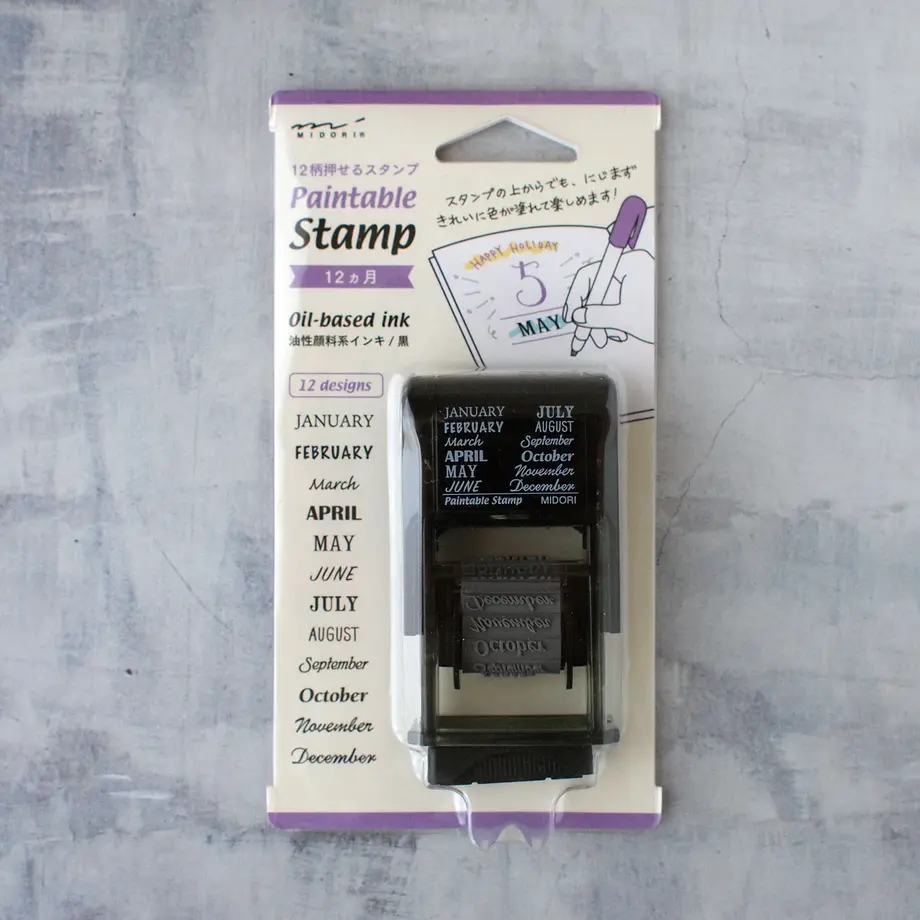 MIDORI
12柄押せるスタンプ
Paintable
Stamp
12ヵ月
Oil-based ink
油性顔料系インキ / 黒
スタンプの上からでも、にじまず
きれいに色が塗れて楽しめます!
HAPPY HOLIDAY
5
MAY
12 designs
JANUARY
FEBRUARY
March
APRIL
MAY
JUNE
JULY
AUGUST
September
October
November
December
JANUARY
FEBRUARY
March
APRIL
MAY
JUNE
JULY
AUGUST
September
October
November
December
Paintable Stamp MIDORI
December
November
October
September